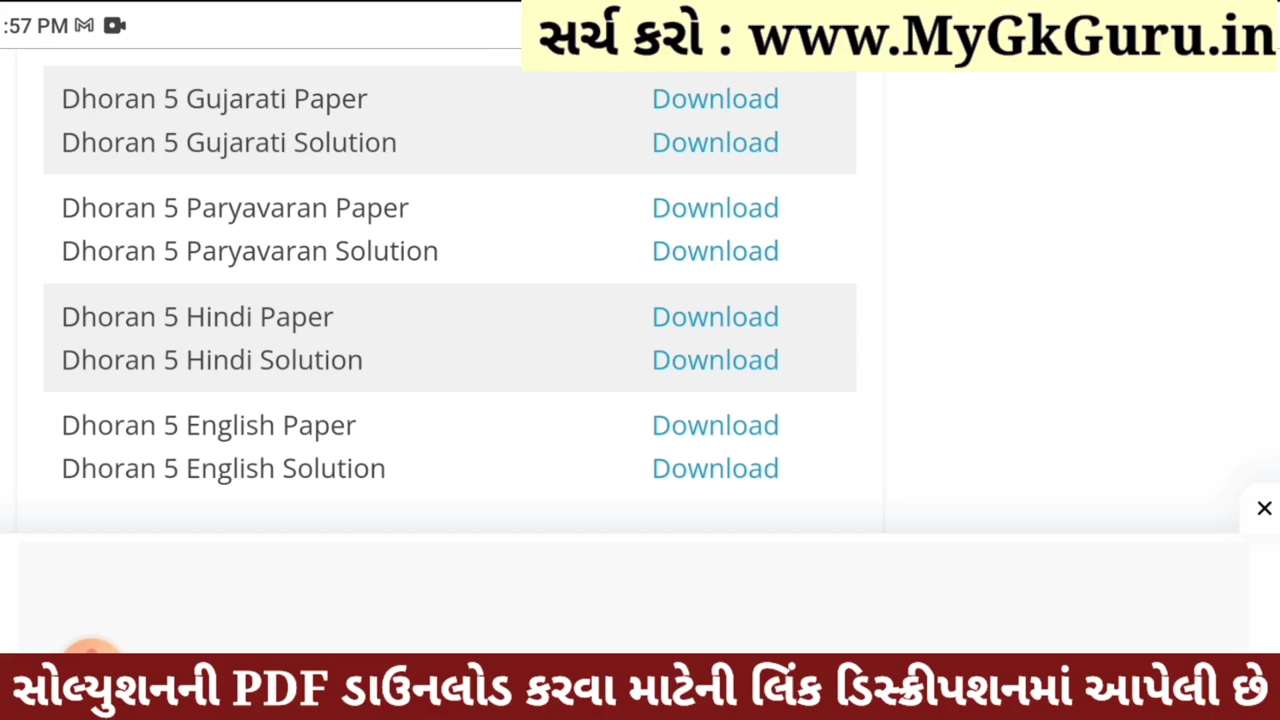 :57 PM
સર્ચ કરો : www.MyGkGuru.in
Dhoran 5 Gujarati Paper Download
Dhoran 5 Gujarati Solution Download
Dhoran 5 Paryavaran Paper Download
Dhoran 5 Paryavaran Solution Download
Dhoran 5 Hindi Paper Download
Dhoran 5 Hindi Solution Download
Dhoran 5 English Paper Download
Dhoran 5 English Solution Download
સોલ્યુશનની PDF ડાઉનલોડ કરવા માટેની લિંક ડિસ્ક્રીપશનમાં આપેલી છે